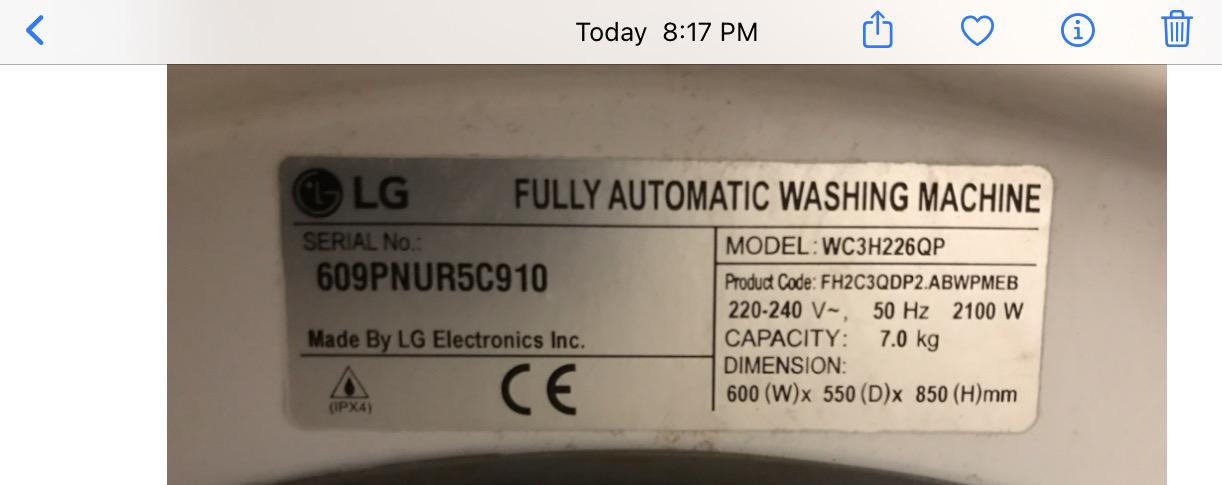 Today 8:17 PM
LG FULLY AUTOMATIC WASHING MACHINE
SERIAL No.:
609PNUR5C910
Made By LG Electronics Inc.
(IPX4)
CE
MODEL: WC3H226QP
Product Code: FH2C3QDP2.ABWPMEB
220-240 V~, 50 Hz 2100 W
CAPACITY: 7.0 kg
DIMENSION:
600 (W)x 550 (D)x 850 (H)mm